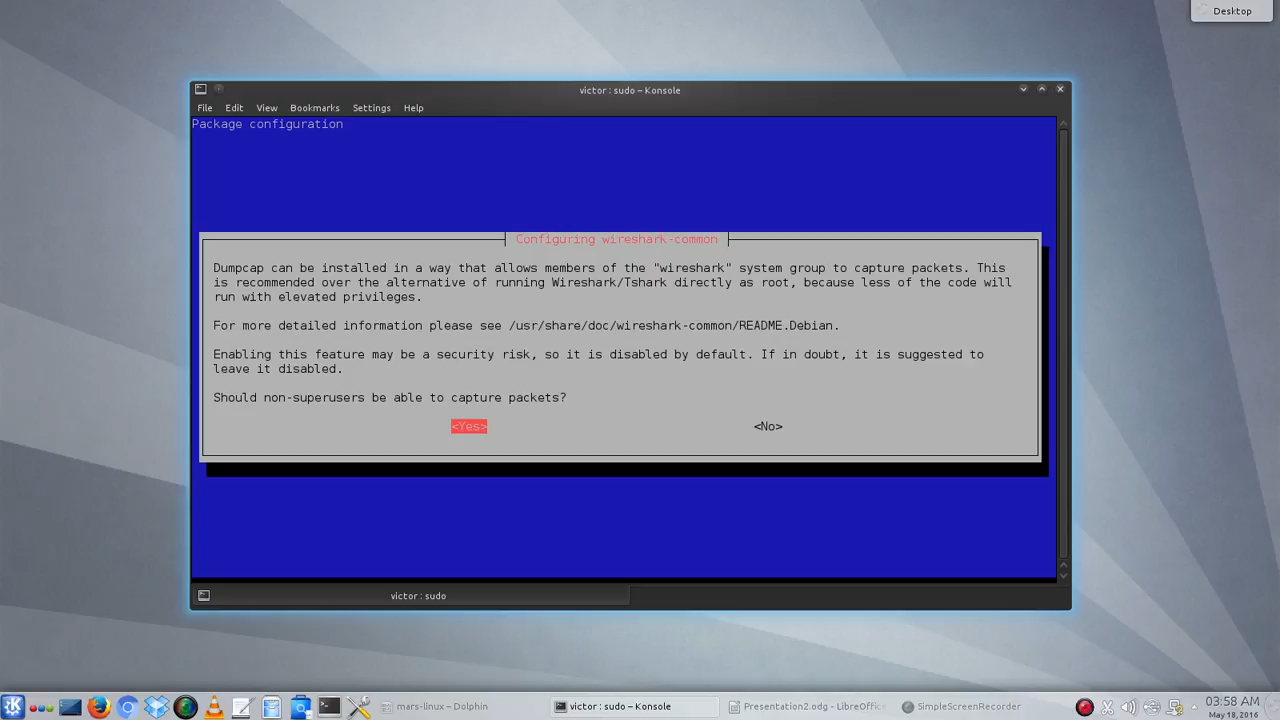 Desktop
victor : sudo – Konsole
File Edit View Bookmarks Settings Help
Package configuration
Configuring wireshark-common
Dumpcap can be installed in a way that allows members of the "wireshark" system group to capture packets. This
is recommended over the alternative of running Wireshark/Tshark directly as root, because less of the code will
run with elevated privileges.
For more detailed information please see /usr/share/doc/wireshark-common/README.Debian.
Enabling this feature may be a security risk, so it is disabled by default. If in doubt, it is suggested to
leave it disabled.
Should non-superusers be able to capture packets?
<Yes> <No>
victor : sudo
mars-linux – Dolphin
victor : sudo – Konsole
Presentation2.odg – LibreOffic
SimpleScreenRecorder
03:58 AM
May 18, 2016